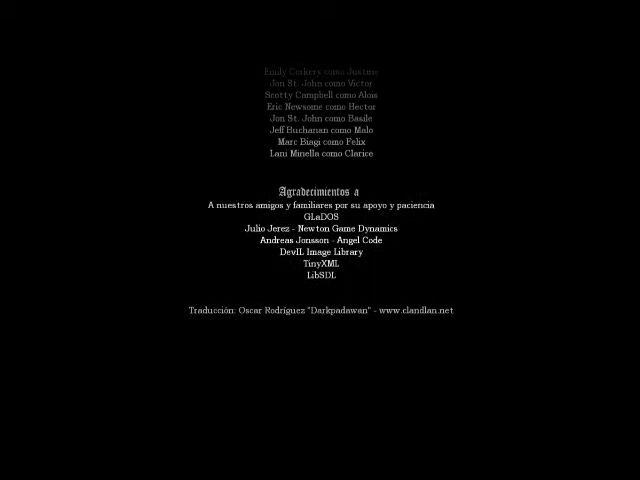 Emily Corkery como Justine
Jon St. John como Victor
Scotty Campbell como Alois
Eric Newsome como Hector
Jon St. John como Basile
Jeff Buchanan como Malo
Marc Biagi como Felix
Lani Minella como Clarice
Agradecimientos a
A nuestros amigos y familiares por su apoyo y paciencia
GLaDOS
Julio Jerez - Newton Game Dynamics
Andreas Jonsson - Angel Code
DevIL Image Library
TinyXML
LibSDL
Traducción: Oscar Rodríguez "Darkpadawan" - www.clandlan.net